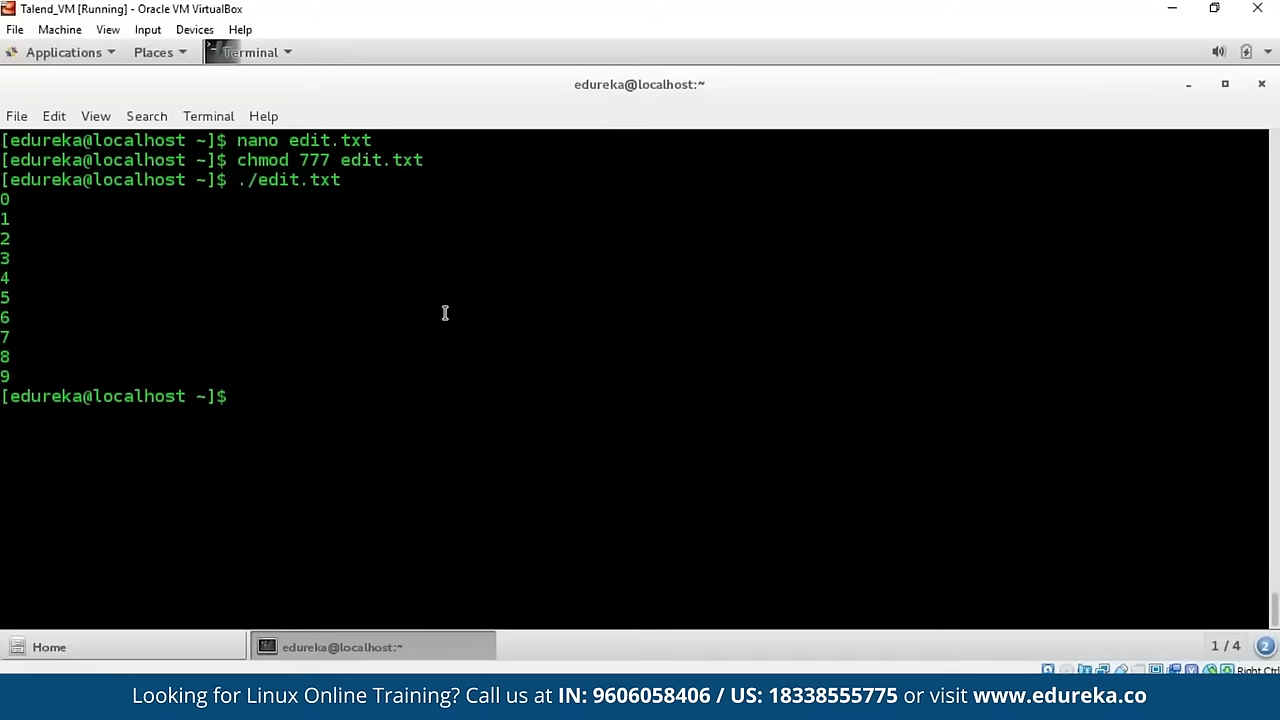 Talend_VM [Running] - Oracle VM VirtualBox
File Machine View Input Devices Help
Applications Places Terminal
edureka@localhost:~
File Edit View Search Terminal Help
[edureka@localhost ~]$ nano edit.txt
[edureka@localhost ~]$ chmod 777 edit.txt
[edureka@localhost ~]$ ./edit.txt
0
1
2
3
4
5
6
7
8
9
[edureka@localhost ~]$
Home edureka@localhost:~ 1 / 4 2
Right Ctrl
Looking for Linux Online Training? Call us at IN: 9606058406 / US: 18338555775 or visit www.edureka.co